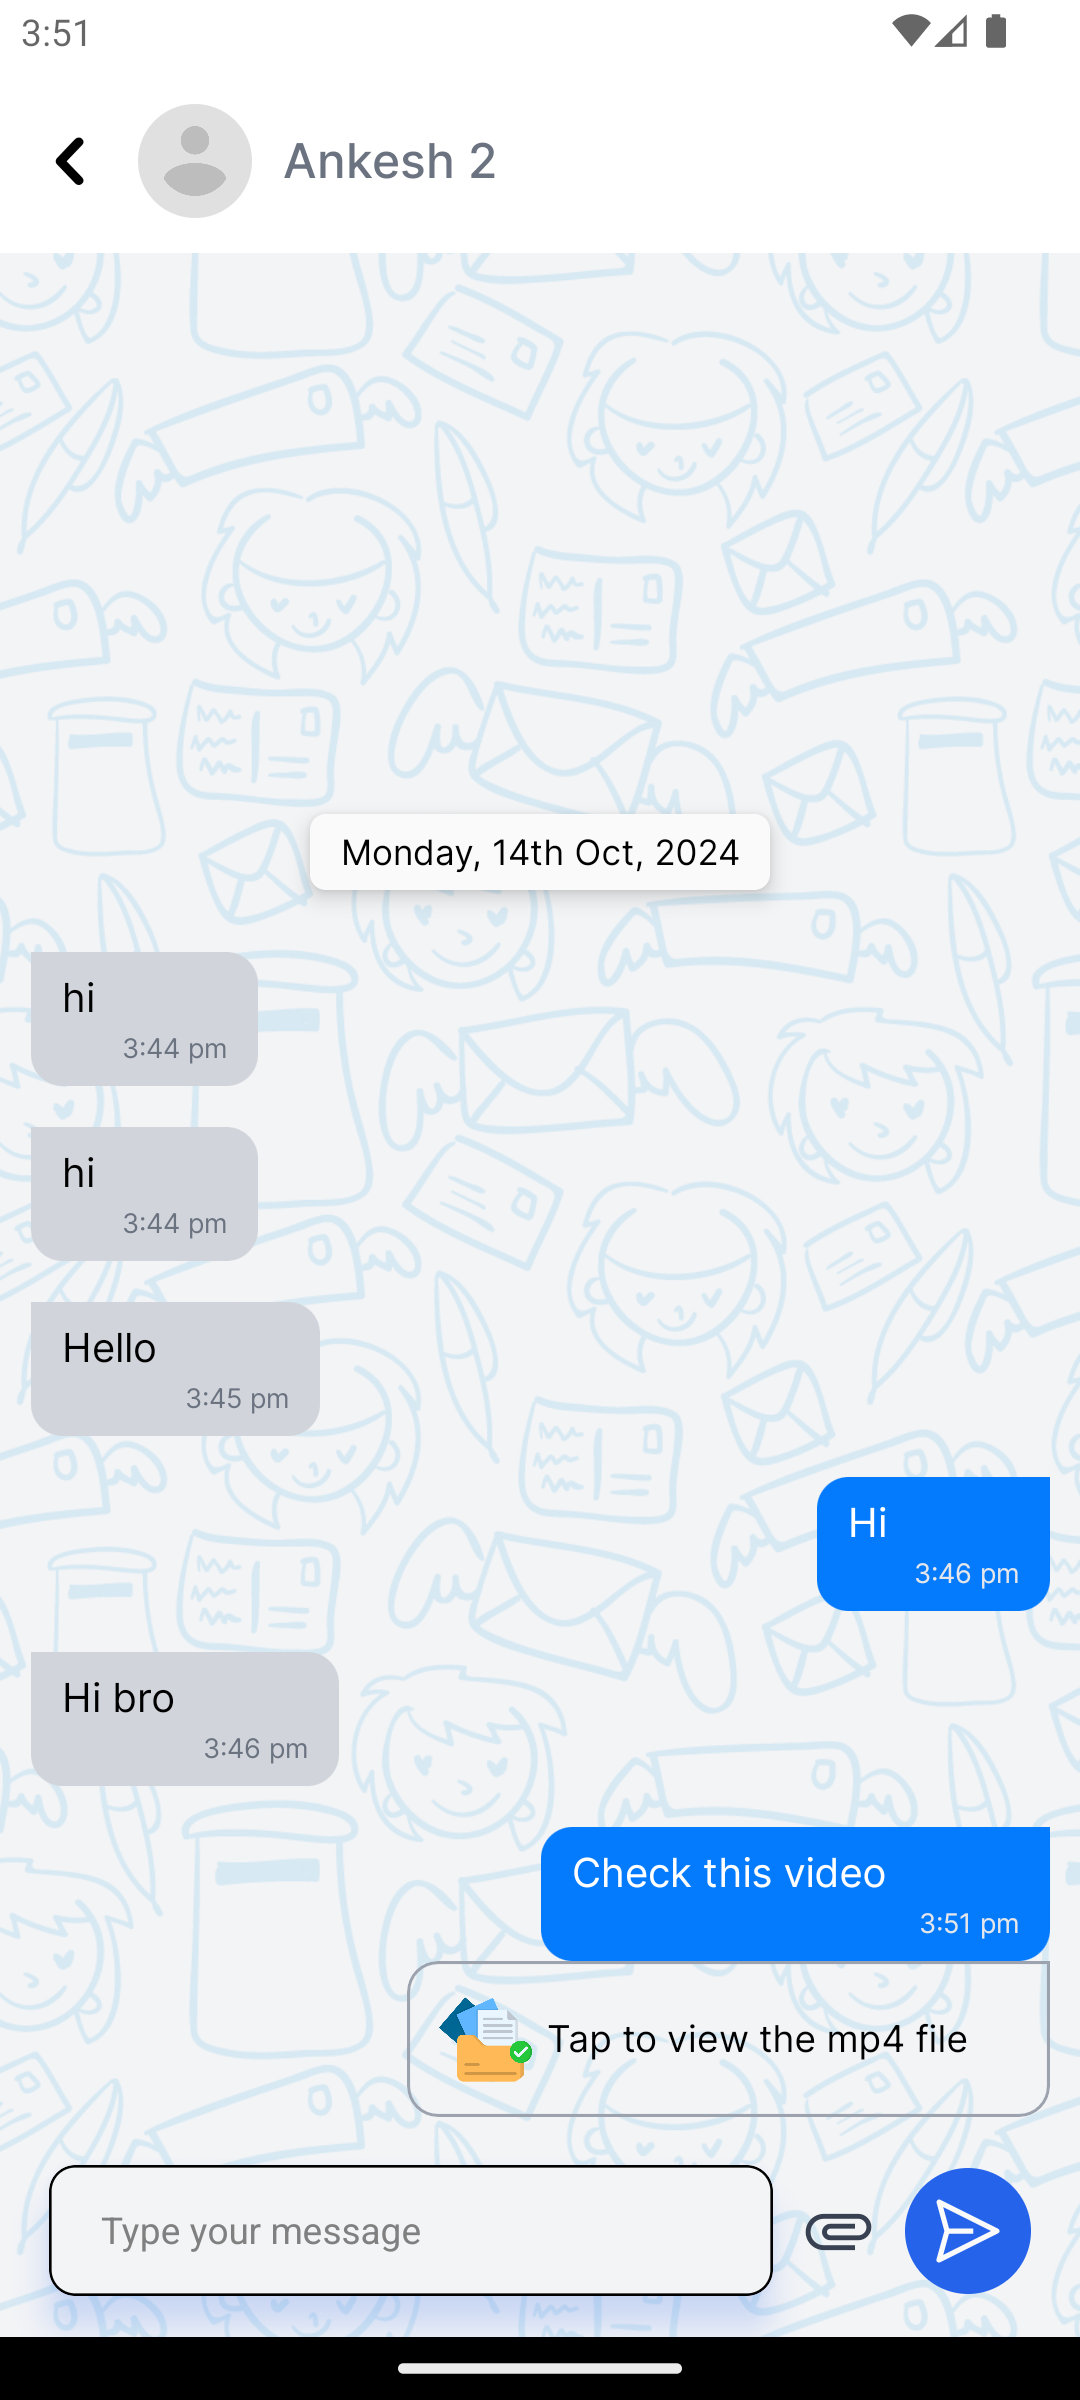 3:51
Ankesh 2
Monday, 14th Oct, 2024
hi
3:44 pm
hi
3:44 pm
Hello
3:45 pm
Hi
3:46 pm
Hi bro
3:46 pm
Check this video
3:51 pm
Tap to view the mp4 file
Type your message